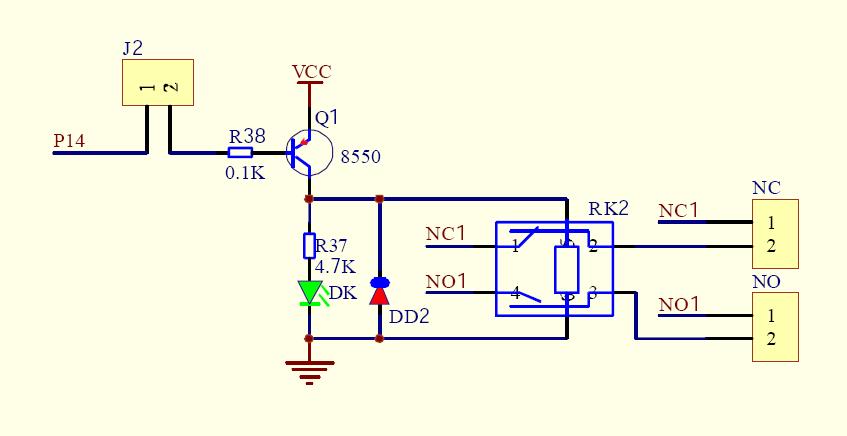 J2
1 2
VCC
P14
R38
0.1K
Q1
8550
R37
4.7K
DK
DD2
RK2
NC1
NO1
1 2
4 3
5
6
NC
NC1
1
2
NO
NO1
1
2